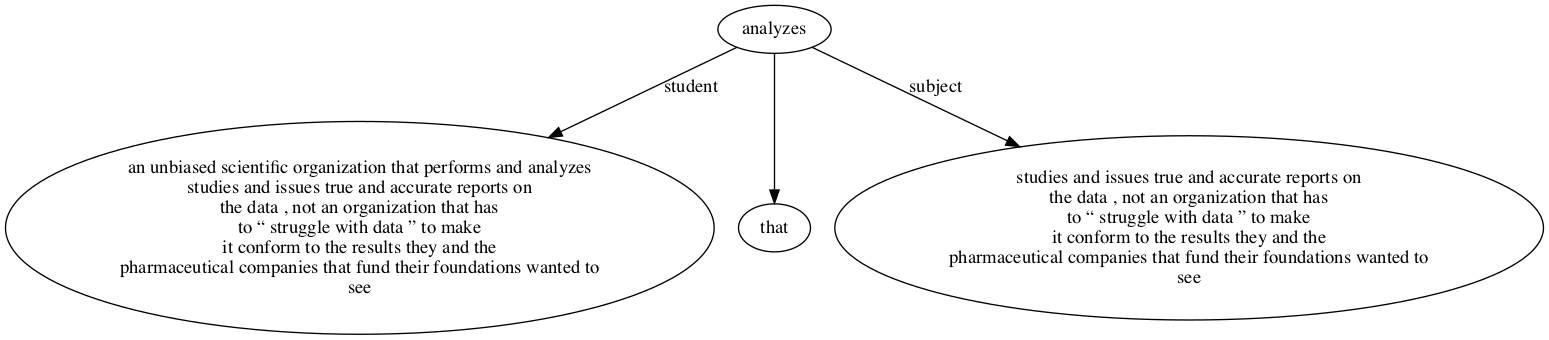 analyzes
student
subject
an unbiased scientific organization that performs and analyzes
studies and issues true and accurate reports on
the data , not an organization that has
to “ struggle with data ” to make
it conform to the results they and the
pharmaceutical companies that fund their foundations wanted to
see
that
studies and issues true and accurate reports on
the data , not an organization that has
to “ struggle with data ” to make
it conform to the results they and the
pharmaceutical companies that fund their foundations wanted to
see